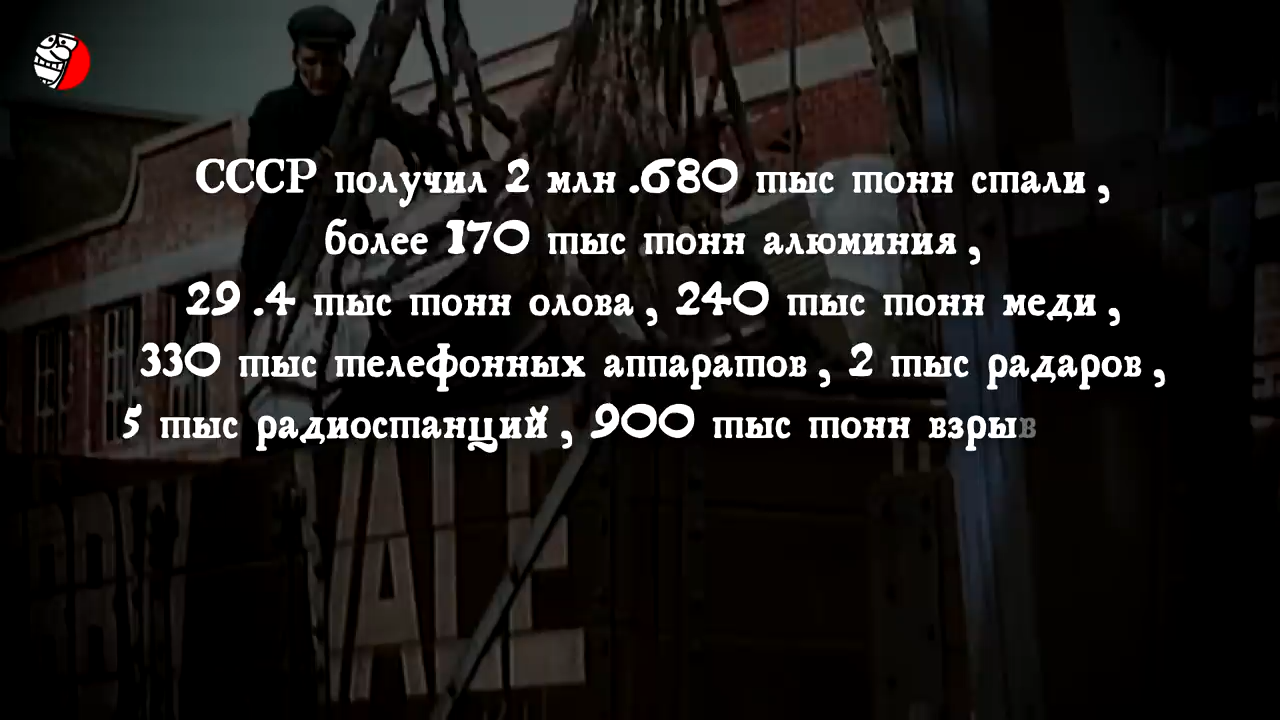 СССР получил 2 млн .680 тыс тонн стали ,
более 170 тыс тонн алюминия ,
29 .4 тыс тонн олова , 240 тыс тонн меди ,
330 тыс телефонных аппаратов , 2 тыс радаров ,
5 тыс радиостанций , 900 тыс тонн взрыв